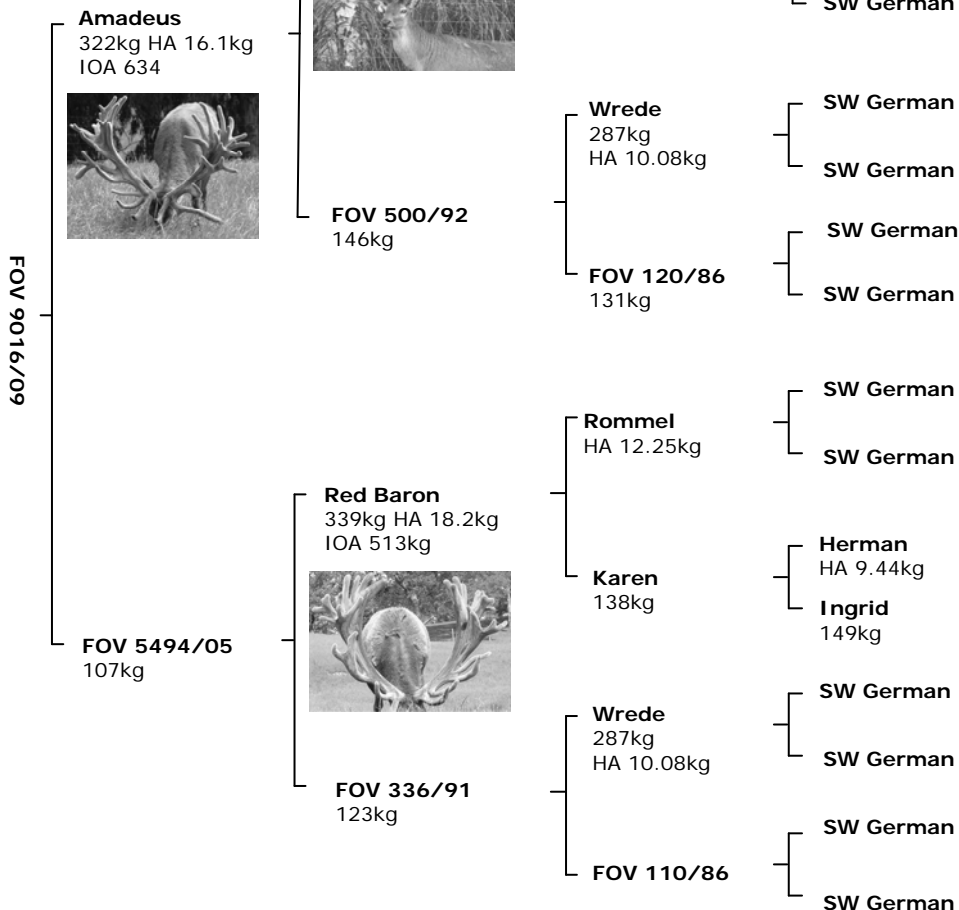 SW German
Amadeus
322kg HA 16.1kg
IOA 634
FOV 500/92
146kg
Wrede
287kg
HA 10.08kg
SW German
SW German
FOV 120/86
131kg
SW German
SW German
FOV 9016/09
FOV 5494/05
107kg
Red Baron
339kg HA 18.2kg
IOA 513kg
Rommel
HA 12.25kg
SW German
SW German
Karen
138kg
Herman
HA 9.44kg
Ingrid
149kg
FOV 336/91
123kg
Wrede
287kg
HA 10.08kg
SW German
SW German
FOV 110/86
SW German
SW German